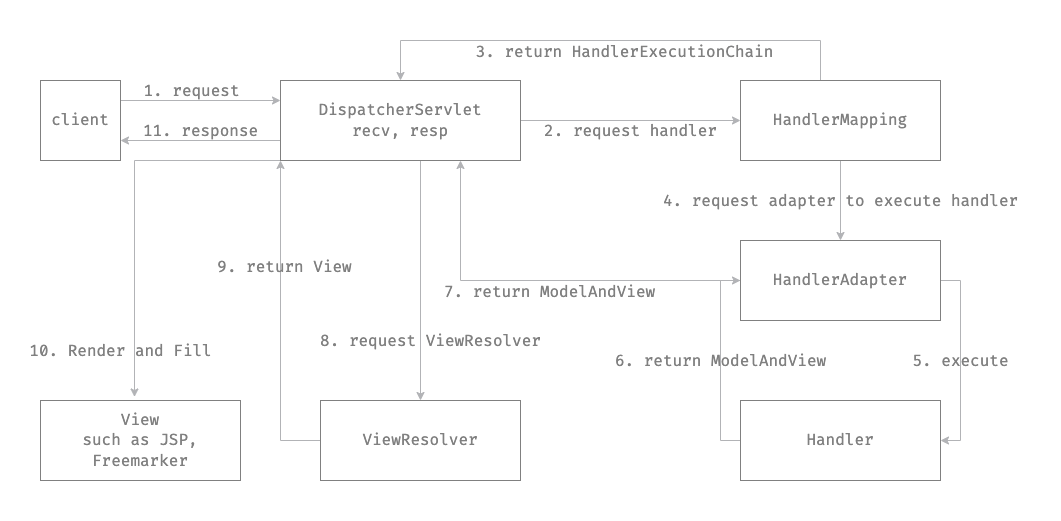 3. return HandlerExecutionChain
client
1. request
11. response
DispatcherServlet
recv, resp
2. request handler
HandlerMapping
4. request adapter to execute handler
9. return View
7. return ModelAndView
HandlerAdapter
10. Render and Fill
8. request ViewResolver
6. return ModelAndView
5. execute
View
such as JSP,
Freemarker
ViewResolver
Handler